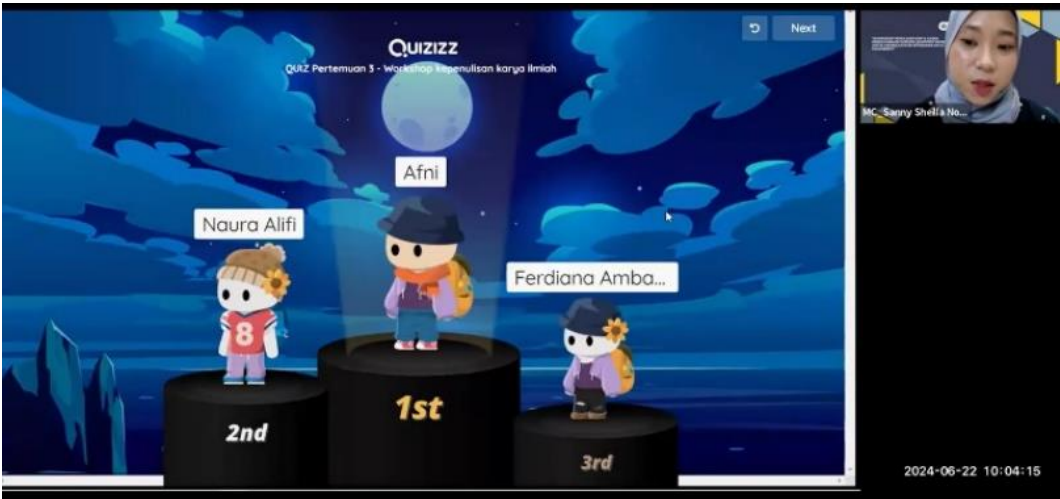 Next
QUIZIZZ
QUIZ Pertemuan 3 - Workshop kepenulisan karya ilmiah
Afni
Naura Alifi
Ferdiana Amba...
8
1st
2nd
3rd
MC_Sanny Sheila No...
2024-06-22 10:04:15